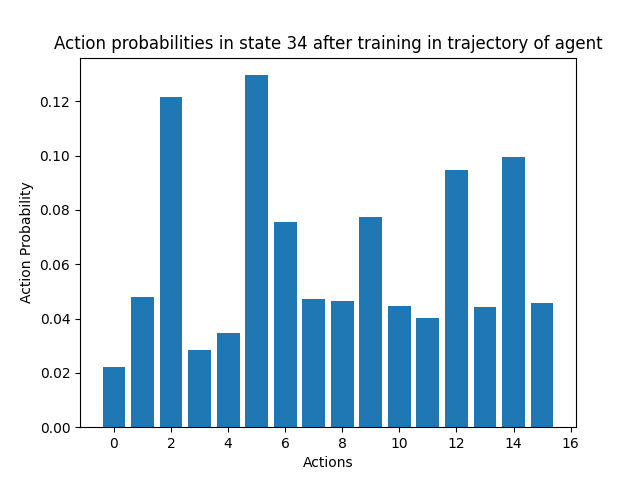 Action probabilities in state 34 after training in trajectory of agent
Action Probability
0.12
0.10
0.08
0.06
0.04
0.02
0.00
0 2 4 6 8 10 12 14 16
Actions